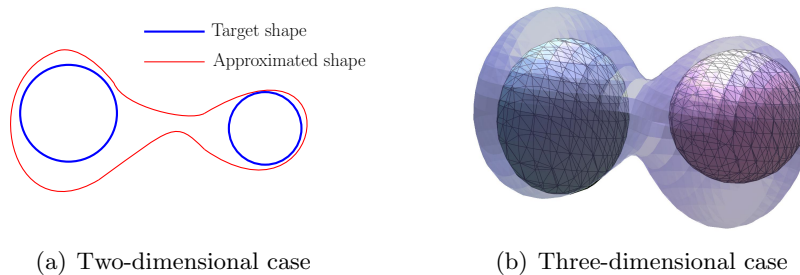 Target shape
Approximated shape
(a) Two-dimensional case
(b) Three-dimensional case